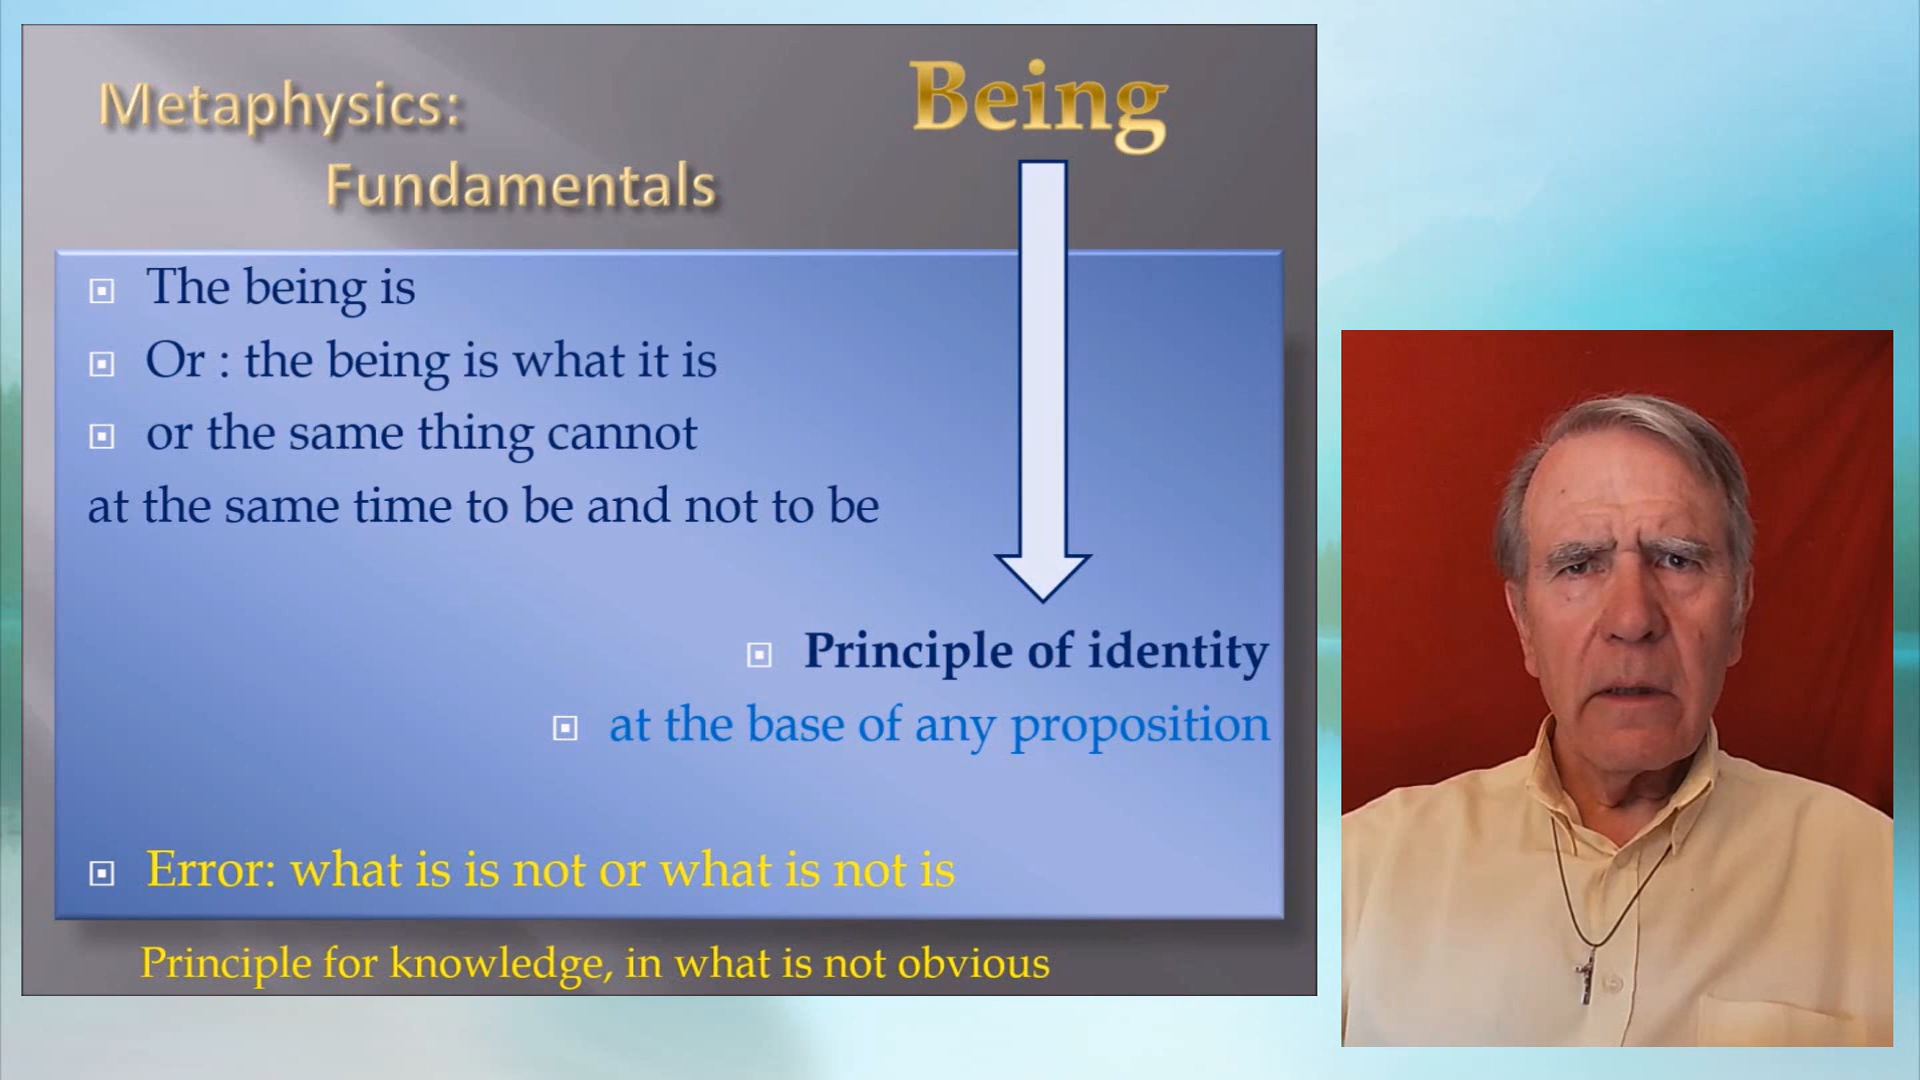 Metaphysics:
Fundamentals
Being
The being is
Or : the being is what it is
or the same thing cannot
at the same time to be and not to be
Principle of identity
at the base of any proposition
Error: what is is not or what is not is
Principle for knowledge, in what is not obvious